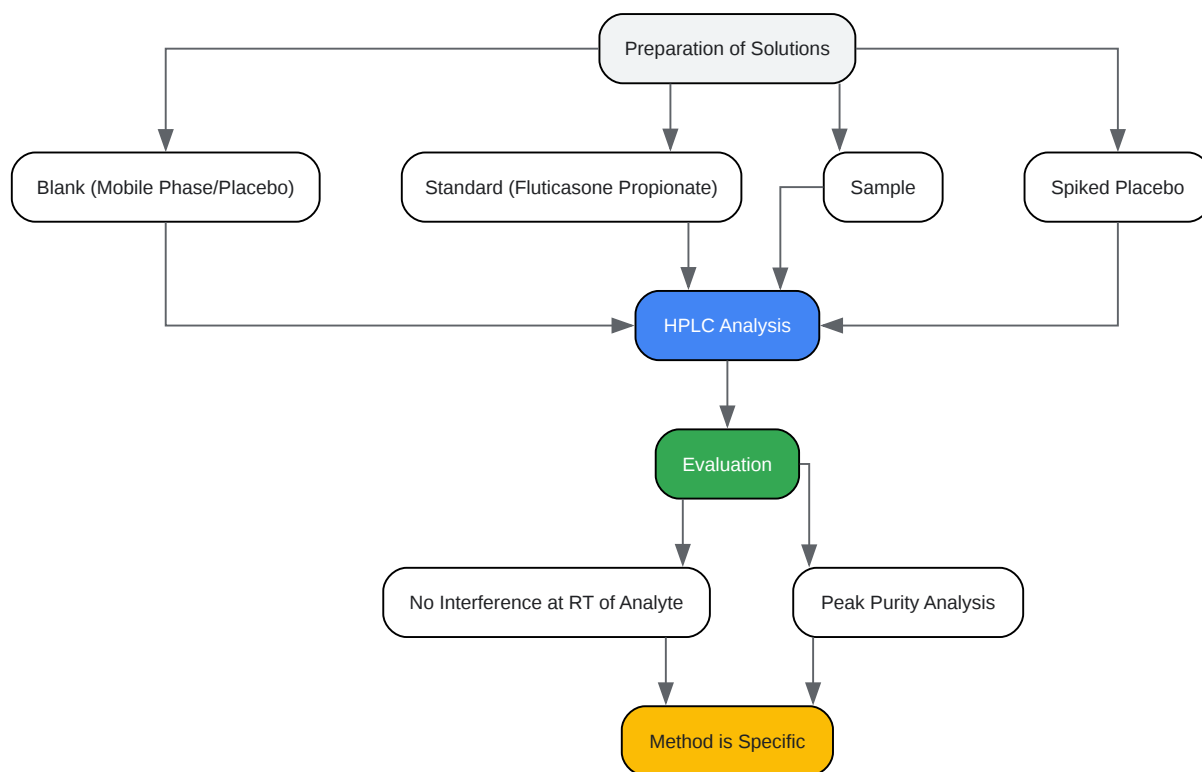 Preparation of Solutions
Blank (Mobile Phase/Placebo)
Standard (Fluticasone Propionate)
Sample
Spiked Placebo
HPLC Analysis
Evaluation
No Interference at RT of Analyte
Peak Purity Analysis
Method is Specific